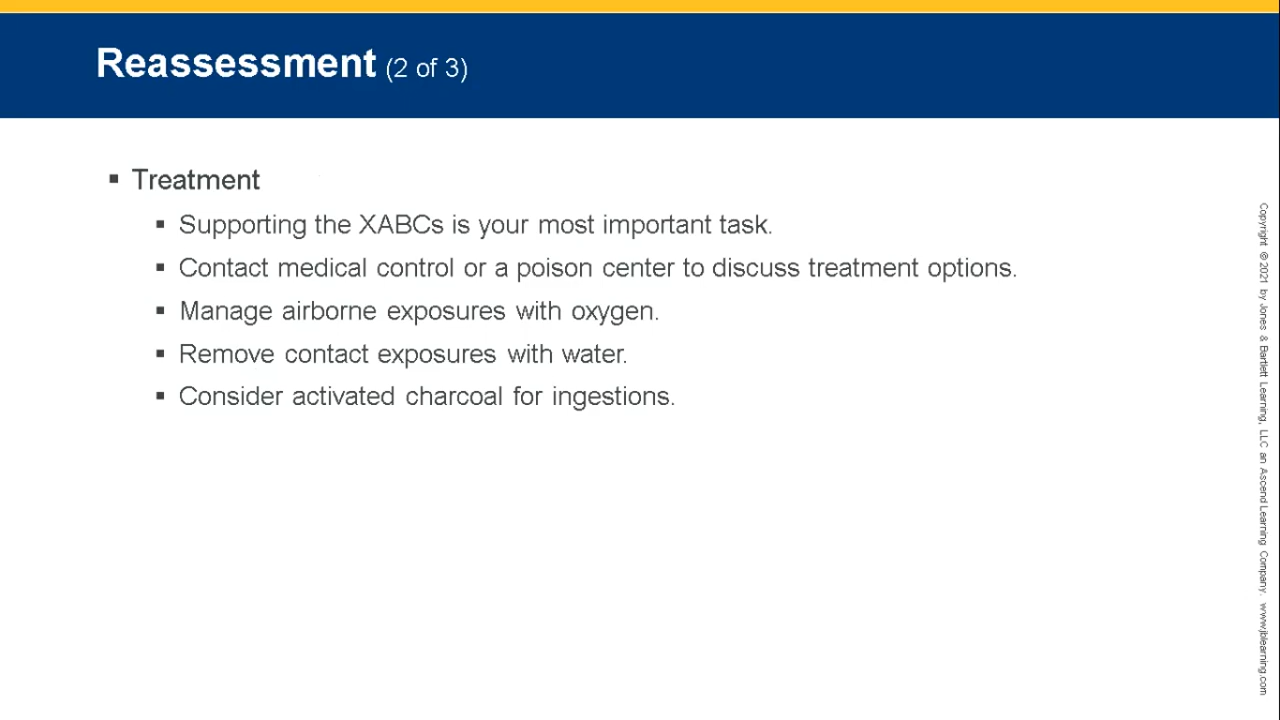 Reassessment (2 of 3)
▪ Treatment
▪ Supporting the XABCs is your most important task.
▪ Contact medical control or a poison center to discuss treatment options.
▪ Manage airborne exposures with oxygen.
▪ Remove contact exposures with water.
▪ Consider activated charcoal for ingestions.
Copyright © 2021 by Jones & Bartlett Learning, LLC an Ascend Learning Company. www.jblearning.com